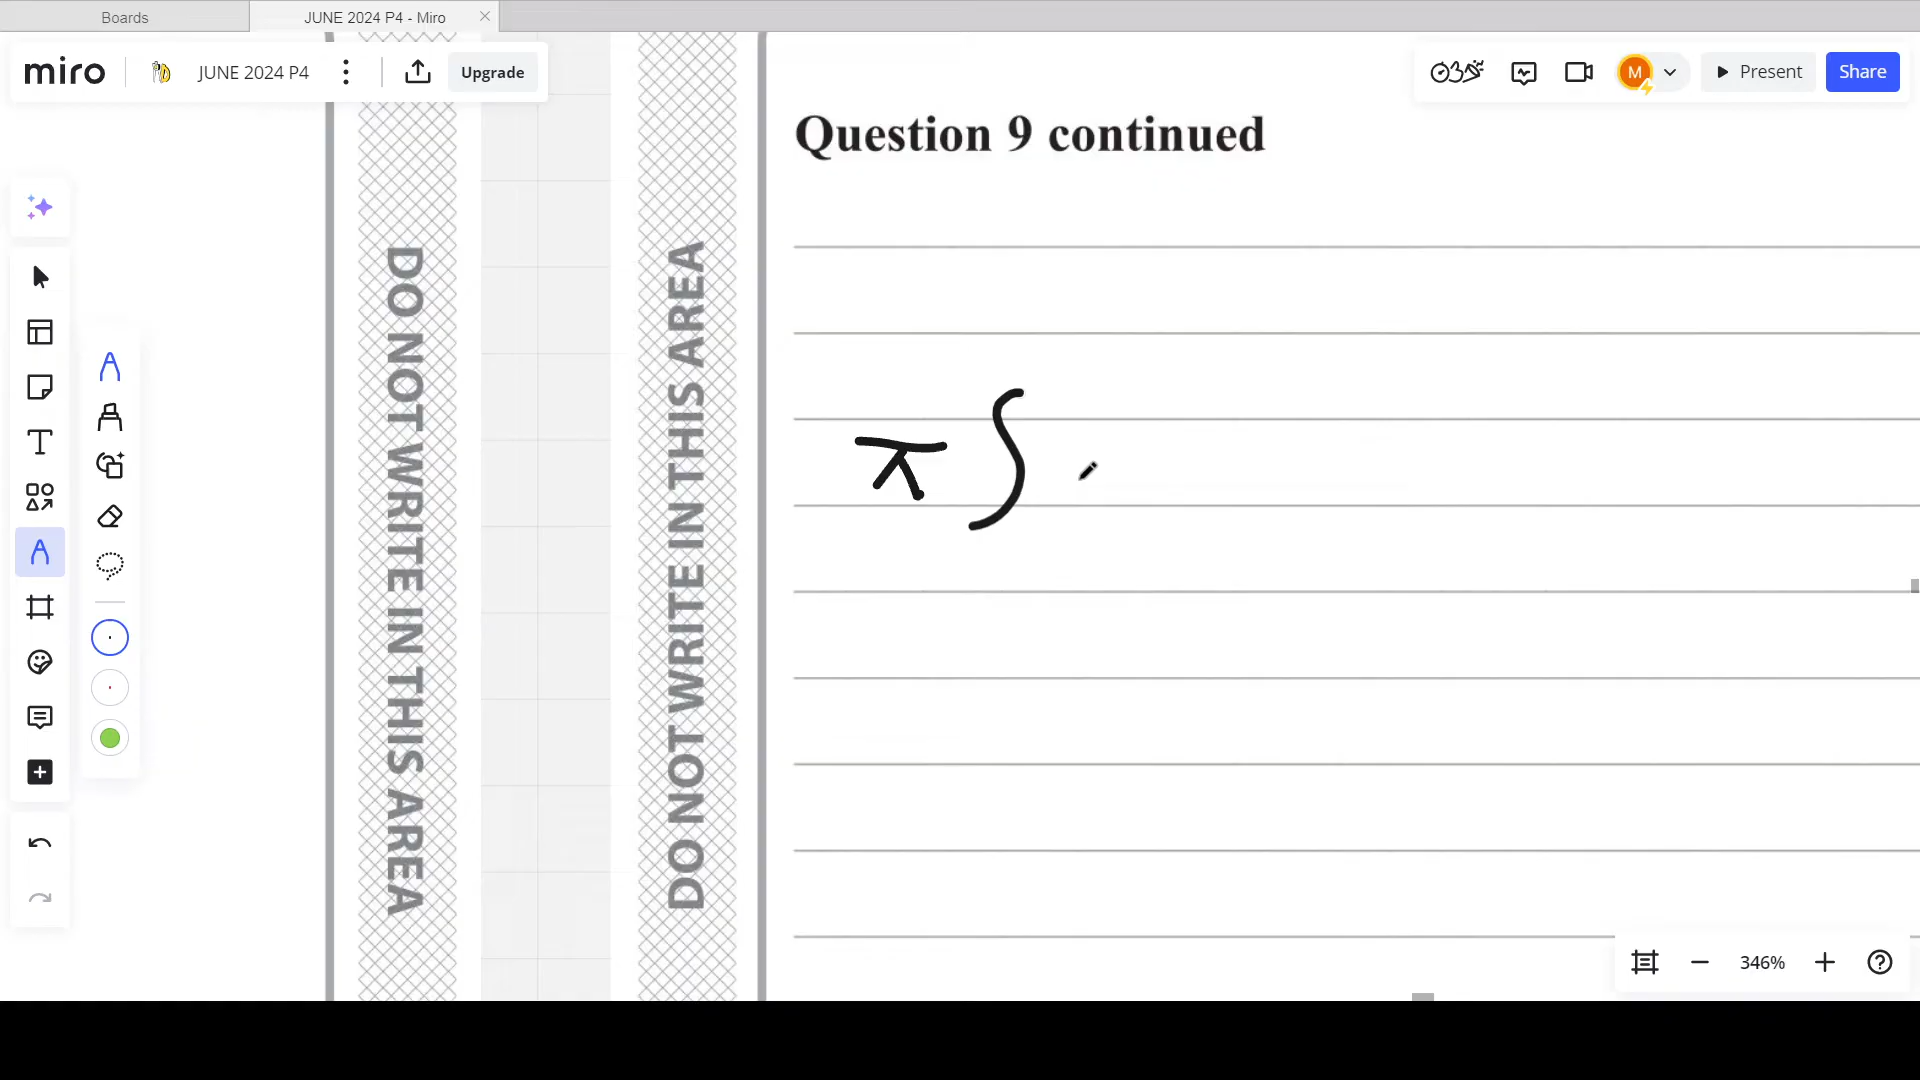 Boards JUNE 2024 P4 - Miro
miro JUNE 2024 P4 Upgrade M Present Share
Question 9 continued
DO NOT WRITE IN THIS AREA
DO NOT WRITE IN THIS AREA
π ∫
346%